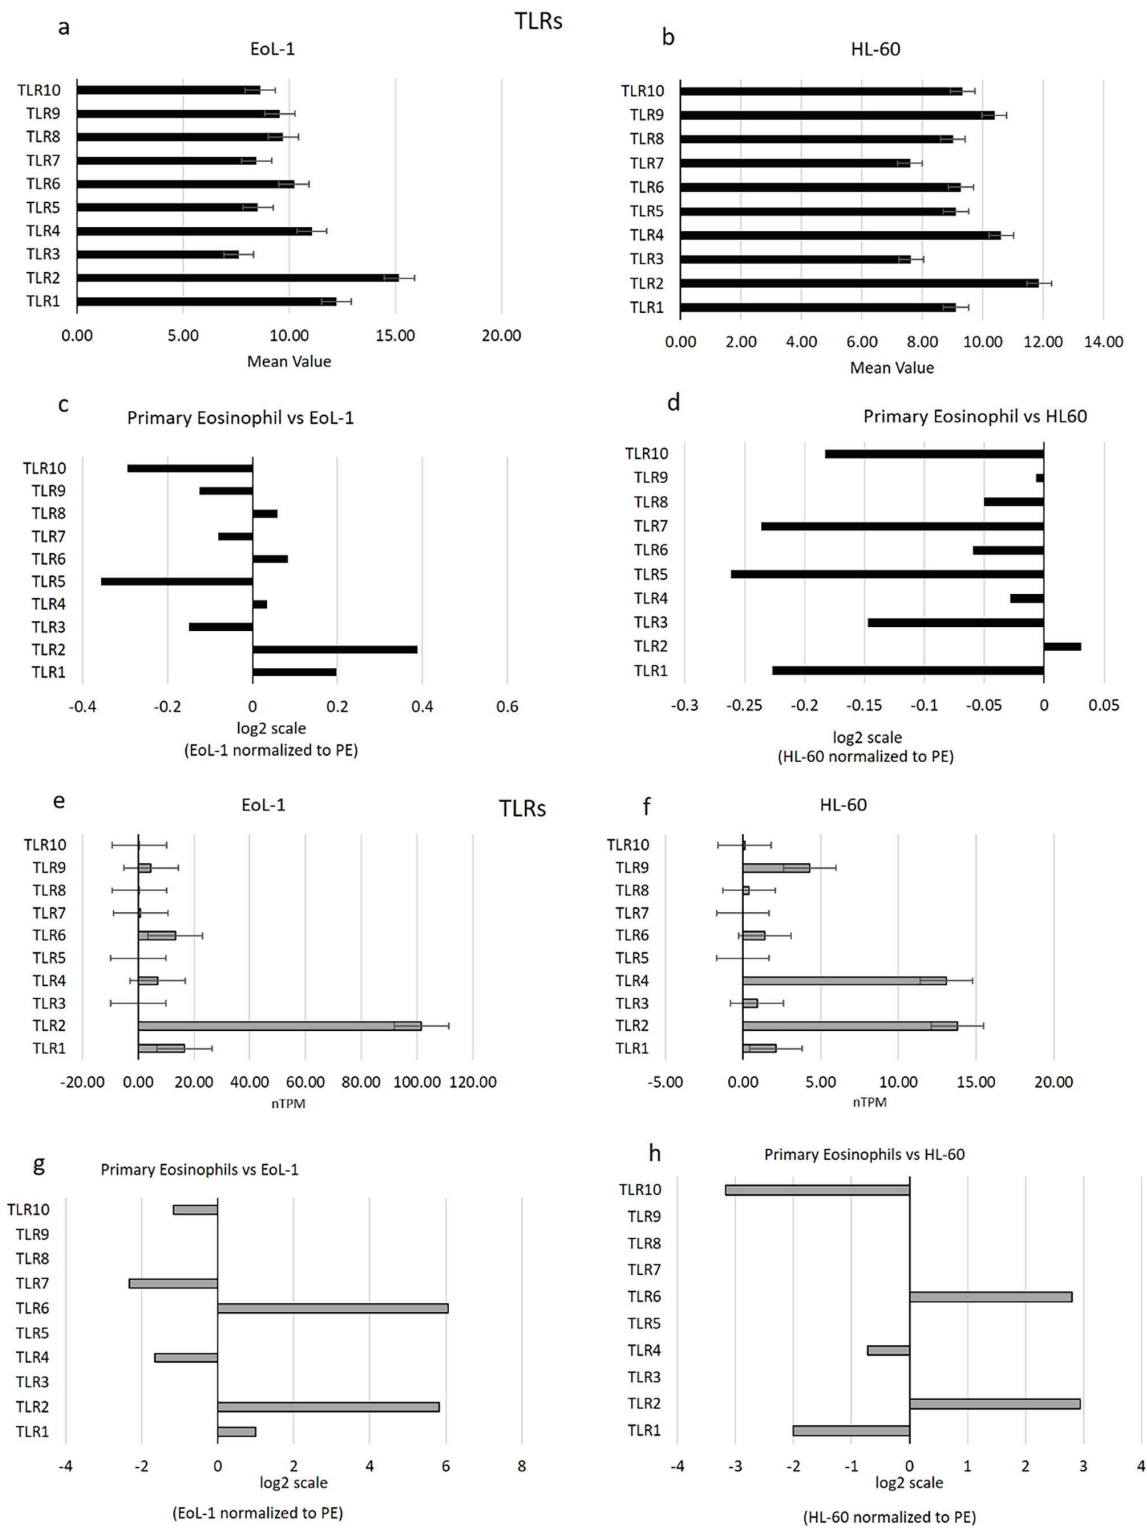 TLRs
a
EoL-1
TLR10
TLR9
TLR8
TLR7
TLR6
TLR5
TLR4
TLR3
TLR2
TLR1
0.00 5.00 10.00 15.00 20.00
Mean Value
b
HL-60
TLR10
TLR9
TLR8
TLR7
TLR6
TLR5
TLR4
TLR3
TLR2
TLR1
0.00 2.00 4.00 6.00 8.00 10.00 12.00 14.00
Mean Value
c
Primary Eosinophil vs EoL-1
TLR10
TLR9
TLR8
TLR7
TLR6
TLR5
TLR4
TLR3
TLR2
TLR1
-0.4 -0.2 0 0.2 0.4 0.6
log2 scale
(EoL-1 normalized to PE)
d
Primary Eosinophil vs HL60
TLR10
TLR9
TLR8
TLR7
TLR6
TLR5
TLR4
TLR3
TLR2
TLR1
-0.3 -0.25 -0.2 -0.15 -0.1 -0.05 0 0.05
log2 scale
(HL-60 normalized to PE)
TLRs
e
EoL-1
TLR10
TLR9
TLR8
TLR7
TLR6
TLR5
TLR4
TLR3
TLR2
TLR1
-20.00 0.00 20.00 40.00 60.00 80.00 100.00 120.00
nTPM
f
HL-60
TLR10
TLR9
TLR8
TLR7
TLR6
TLR5
TLR4
TLR3
TLR2
TLR1
-5.00 0.00 5.00 10.00 15.00 20.00
nTPM
g
Primary Eosinophils vs EoL-1
TLR10
TLR9
TLR8
TLR7
TLR6
TLR5
TLR4
TLR3
TLR2
TLR1
-4 -2 0 2 4 6 8
log2 scale
(EoL-1 normalized to PE)
h
Primary Eosinophils vs HL-60
TLR10
TLR9
TLR8
TLR7
TLR6
TLR5
TLR4
TLR3
TLR2
TLR1
-4 -3 -2 -1 0 1 2 3 4
log2 scale
(HL-60 normalized to PE)